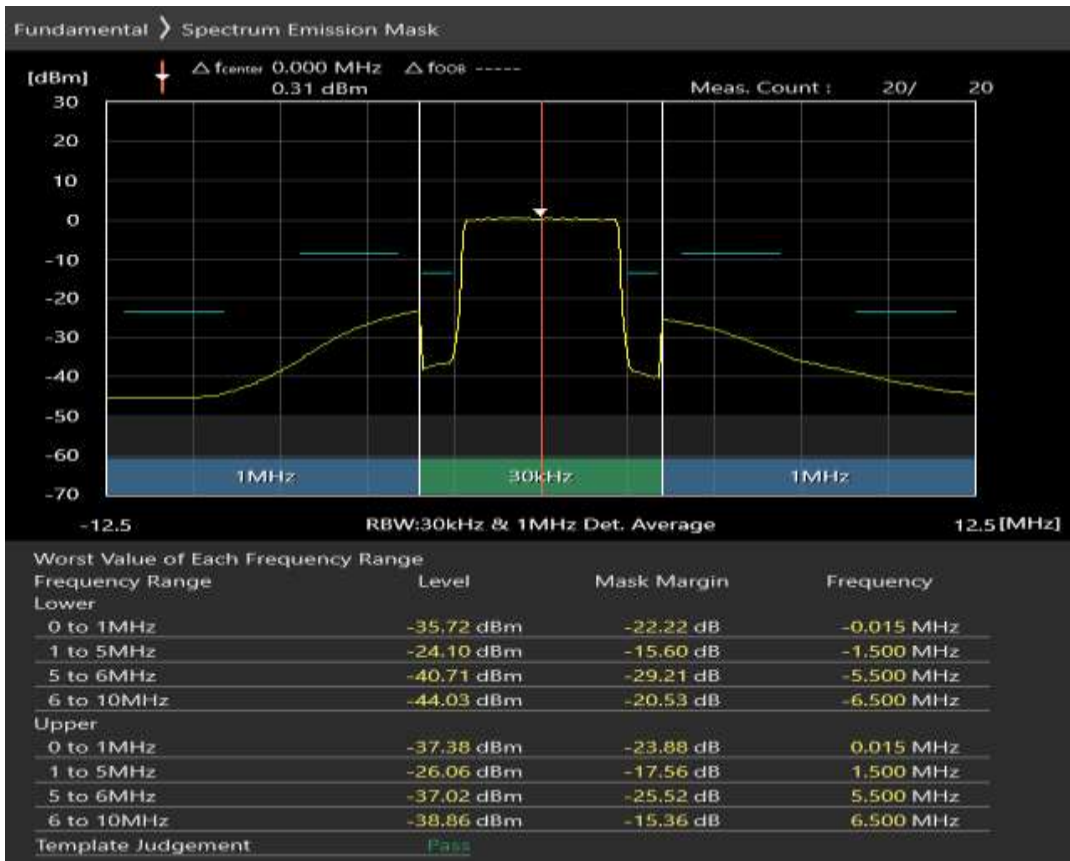 Fundamental 》 Spectrum Emission Mask
[dBm] Δ fcenter 0.000 MHz Δ fOOB -----
0.31 dBm Meas. Count : 20/ 20
30
20
10
0
-10
-20
-30
-40
-50
-60
1MHz 30kHz 1MHz
-70
-12.5 RBW:30kHz & 1MHz Det. Average 12.5 [MHz]
Worst Value of Each Frequency Range
Frequency Range Level Mask Margin Frequency
Lower
0 to 1MHz -35.72 dBm -22.22 dB -0.015 MHz
1 to 5MHz -24.10 dBm -15.60 dB -1.500 MHz
5 to 6MHz -40.71 dBm -29.21 dB -5.500 MHz
6 to 10MHz -44.03 dBm -20.53 dB -6.500 MHz
Upper
0 to 1MHz -37.38 dBm -23.88 dB 0.015 MHz
1 to 5MHz -26.06 dBm -17.56 dB 1.500 MHz
5 to 6MHz -37.02 dBm -25.52 dB 5.500 MHz
6 to 10MHz -38.86 dBm -15.36 dB 6.500 MHz
Template Judgement Pass